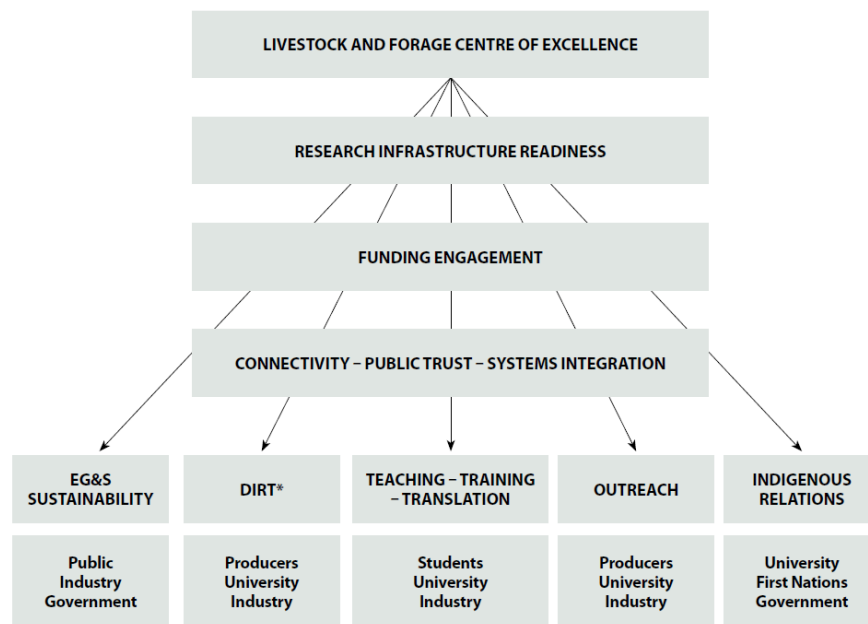 LIVESTOCK AND FORAGE CENTRE OF EXCELLENCE
RESEARCH INFRASTRUCTURE READINESS
FUNDING ENGAGEMENT
CONNECTIVITY – PUBLIC TRUST – SYSTEMS INTEGRATION
EG&S
SUSTAINABILITY
DIRT*
TEACHING – TRAINING
– TRANSLATION
OUTREACH
INDIGENOUS
RELATIONS
Public
Industry
Government
Producers
University
Industry
Students
University
Industry
Producers
University
Industry
University
First Nations
Government